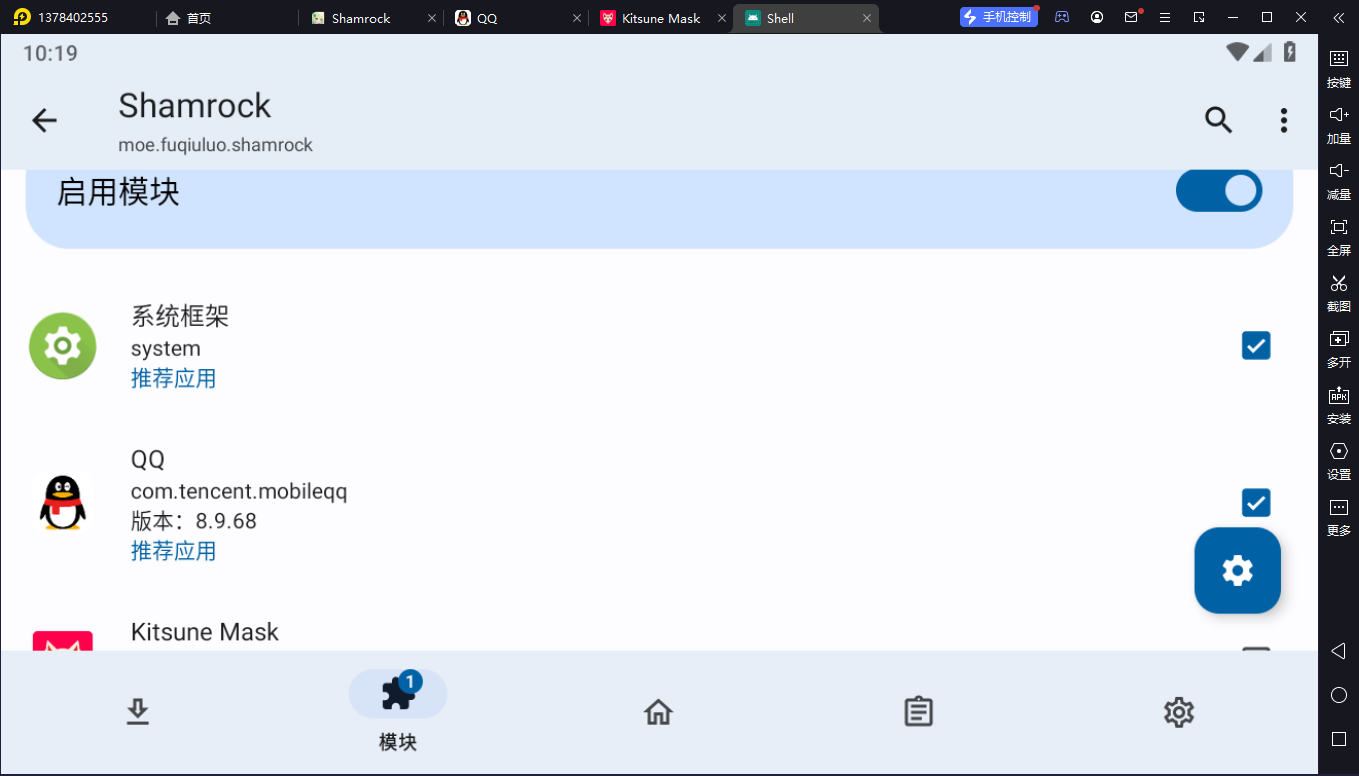 1378402555
首页
Shamrock
QQ
Kitsune Mask
Shell
手机控制
10:19
Shamrock
moe.fuqiuluo.shamrock
启用模块
系统框架
system
推荐应用
QQ
com.tencent.mobileqq
版本：8.9.68
推荐应用
Kitsune Mask
1
模块
按键
加量
减量
全屏
截图
多开
APK
安装
设置
更多